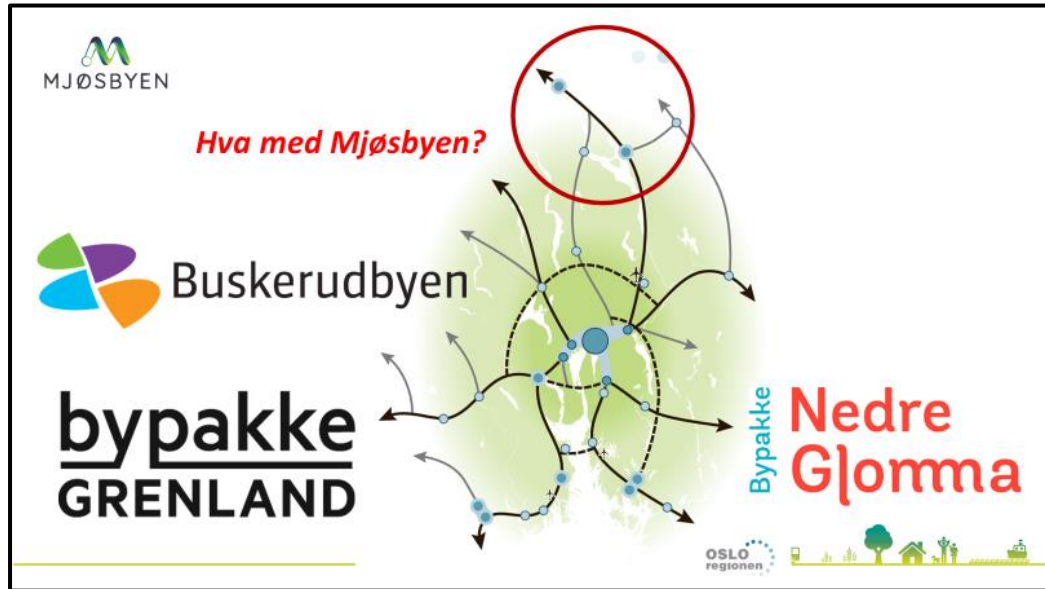 MJØSBYEN
Hva med Mjøsbyen?
Buskerudbyen
bypakke
GRENLAND
Bypakke
Nedre
Glomma
OSLO
regionen